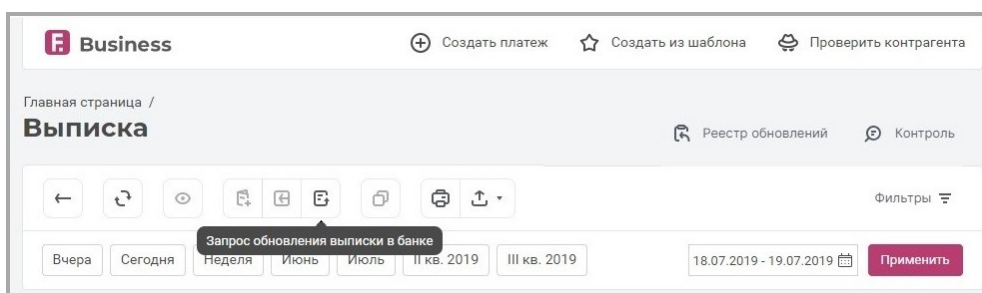 F. Business
Создать платеж
Создать из шаблона
Проверить контрагента
Главная страница /
Выписка
Реестр обновлений
Контроль
Фильтры
Запрос обновления выписки в банке
Вчера
Сегодня
Неделя
Июнь
Июль
II кв. 2019
III кв. 2019
18.07.2019 - 19.07.2019
Применить